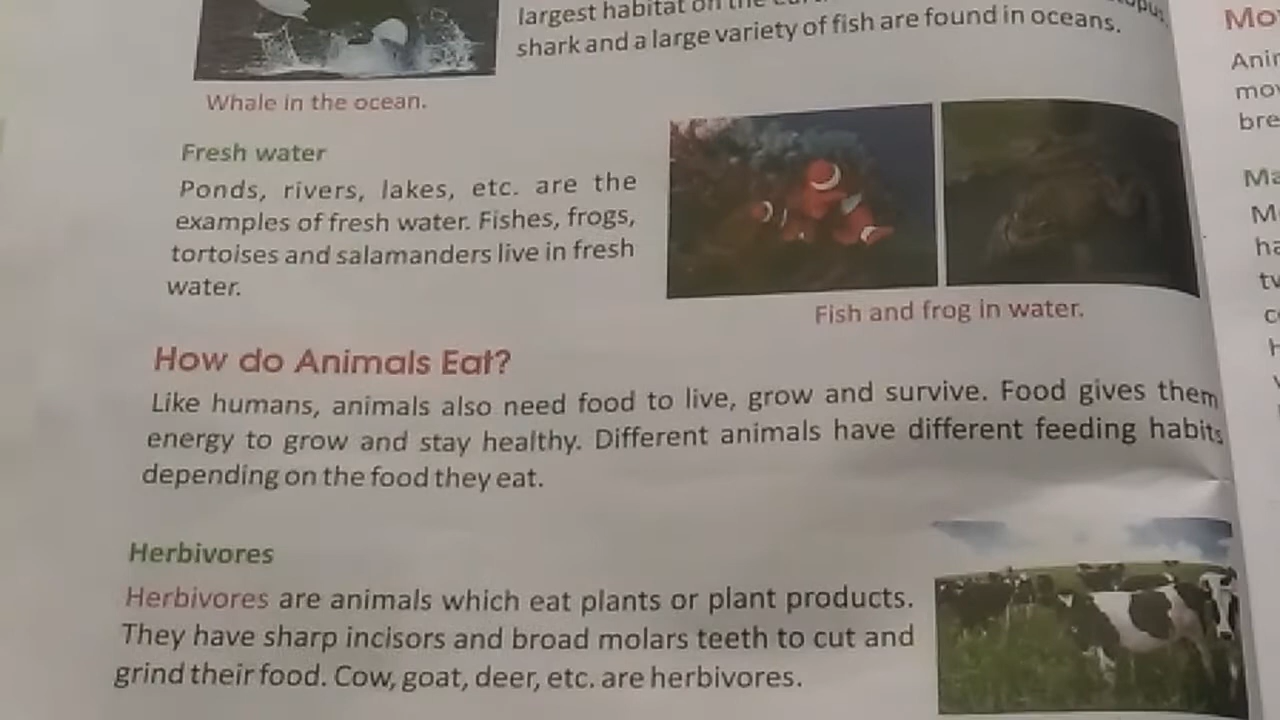 largest habitat on the
shark and a large variety of fish are found in oceans.
Whale in the ocean.
Fresh water
Ponds, rivers, lakes, etc. are the
examples of fresh water. Fishes, frogs,
tortoises and salamanders live in fresh
water.
Fish and frog in water.
How do Animals Eat?
Like humans, animals also need food to live, grow and survive. Food gives them
energy to grow and stay healthy. Different animals have different feeding habits
depending on the food they eat.
Herbivores
Herbivores are animals which eat plants or plant products.
They have sharp incisors and broad molars teeth to cut and
grind their food. Cow, goat, deer, etc. are herbivores.